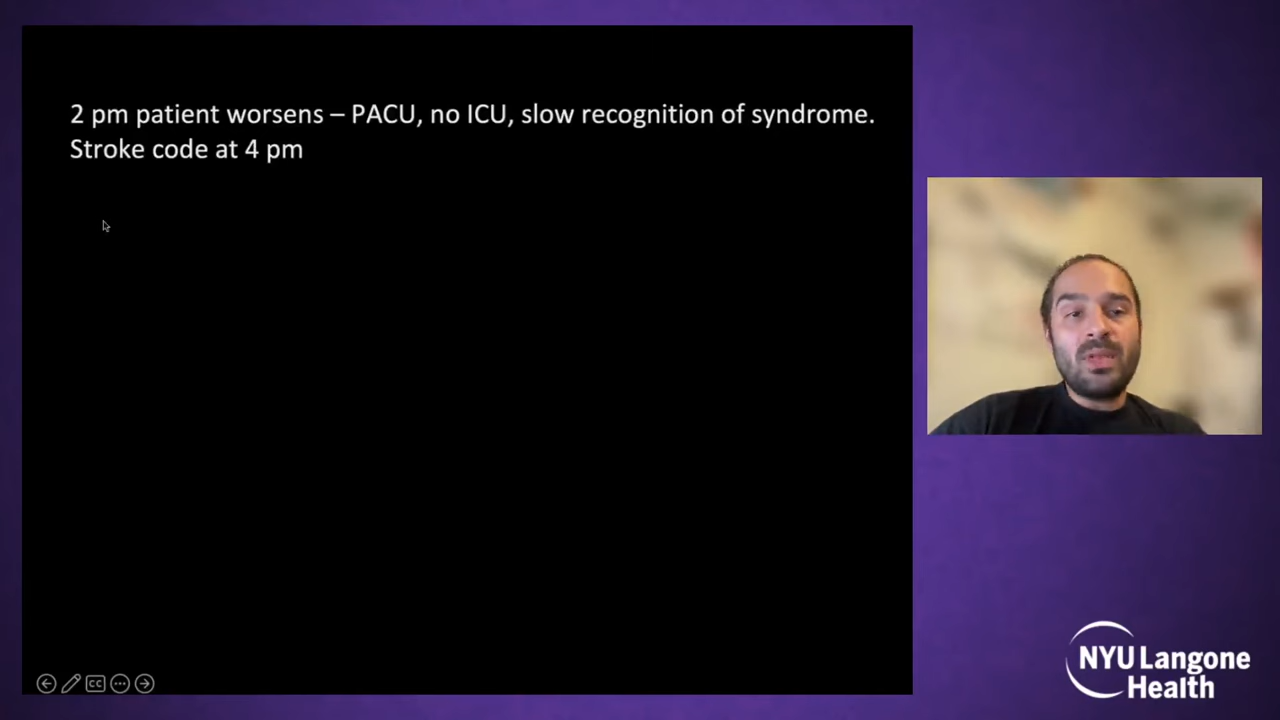 2 pm patient worsens – PACU, no ICU, slow recognition of syndrome.
Stroke code at 4 pm
CC
NYU Langone
Health